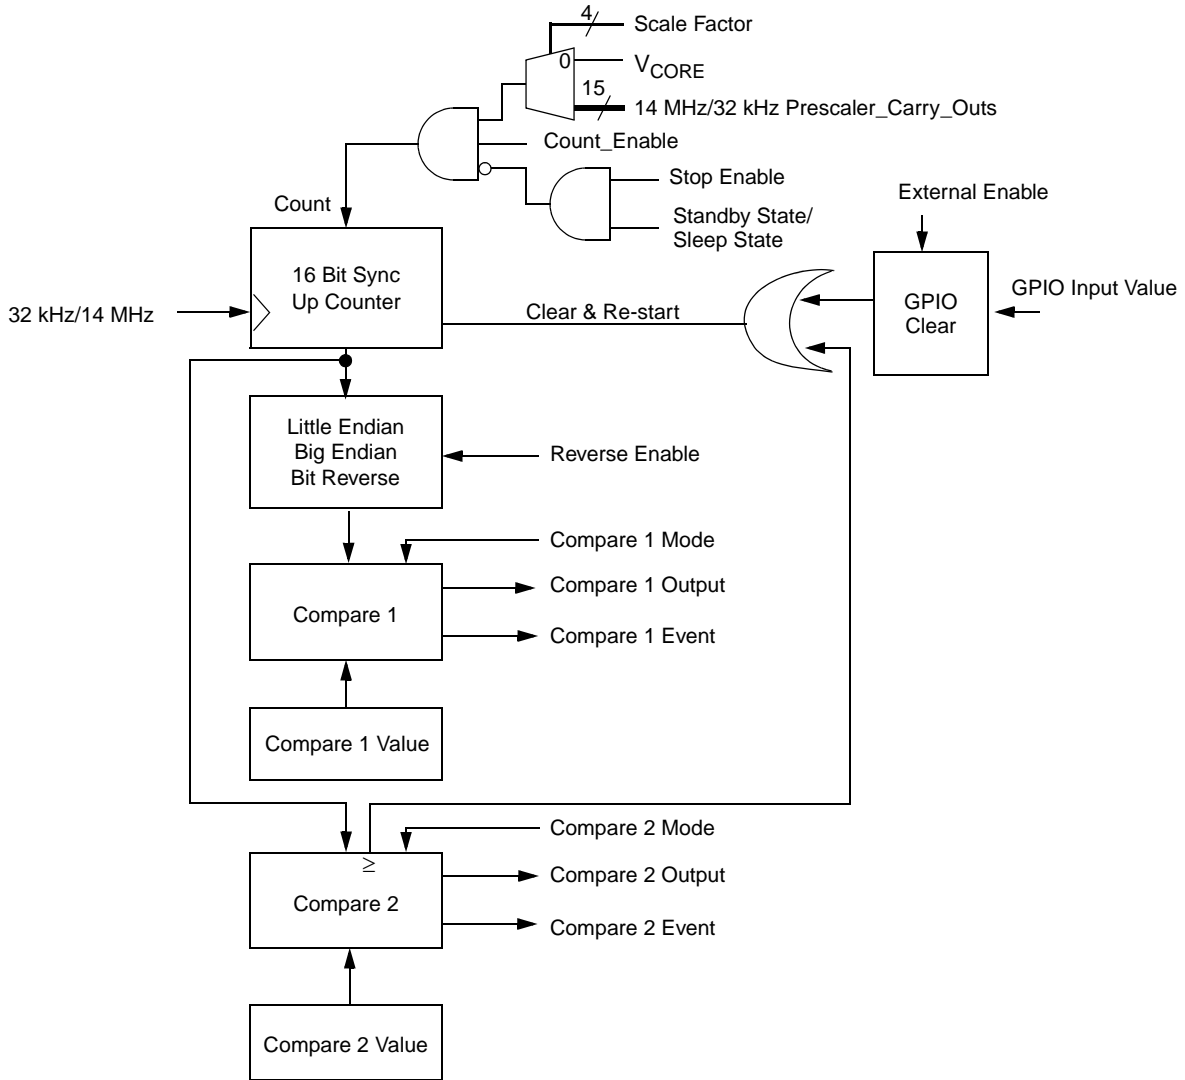 4
Scale Factor
0
VCORE
15
14 MHz/32 kHz Prescaler_Carry_Outs
Count_Enable
Stop Enable
Standby State/
Sleep State
External Enable
Count
16 Bit Sync
Up Counter
32 kHz/14 MHz
Clear & Re-start
GPIO
Clear
GPIO Input Value
Little Endian
Big Endian
Bit Reverse
Reverse Enable
Compare 1 Mode
Compare 1 Output
Compare 1
Compare 1 Event
Compare 1 Value
Compare 2 Mode
≥
Compare 2 Output
Compare 2
Compare 2 Event
Compare 2 Value